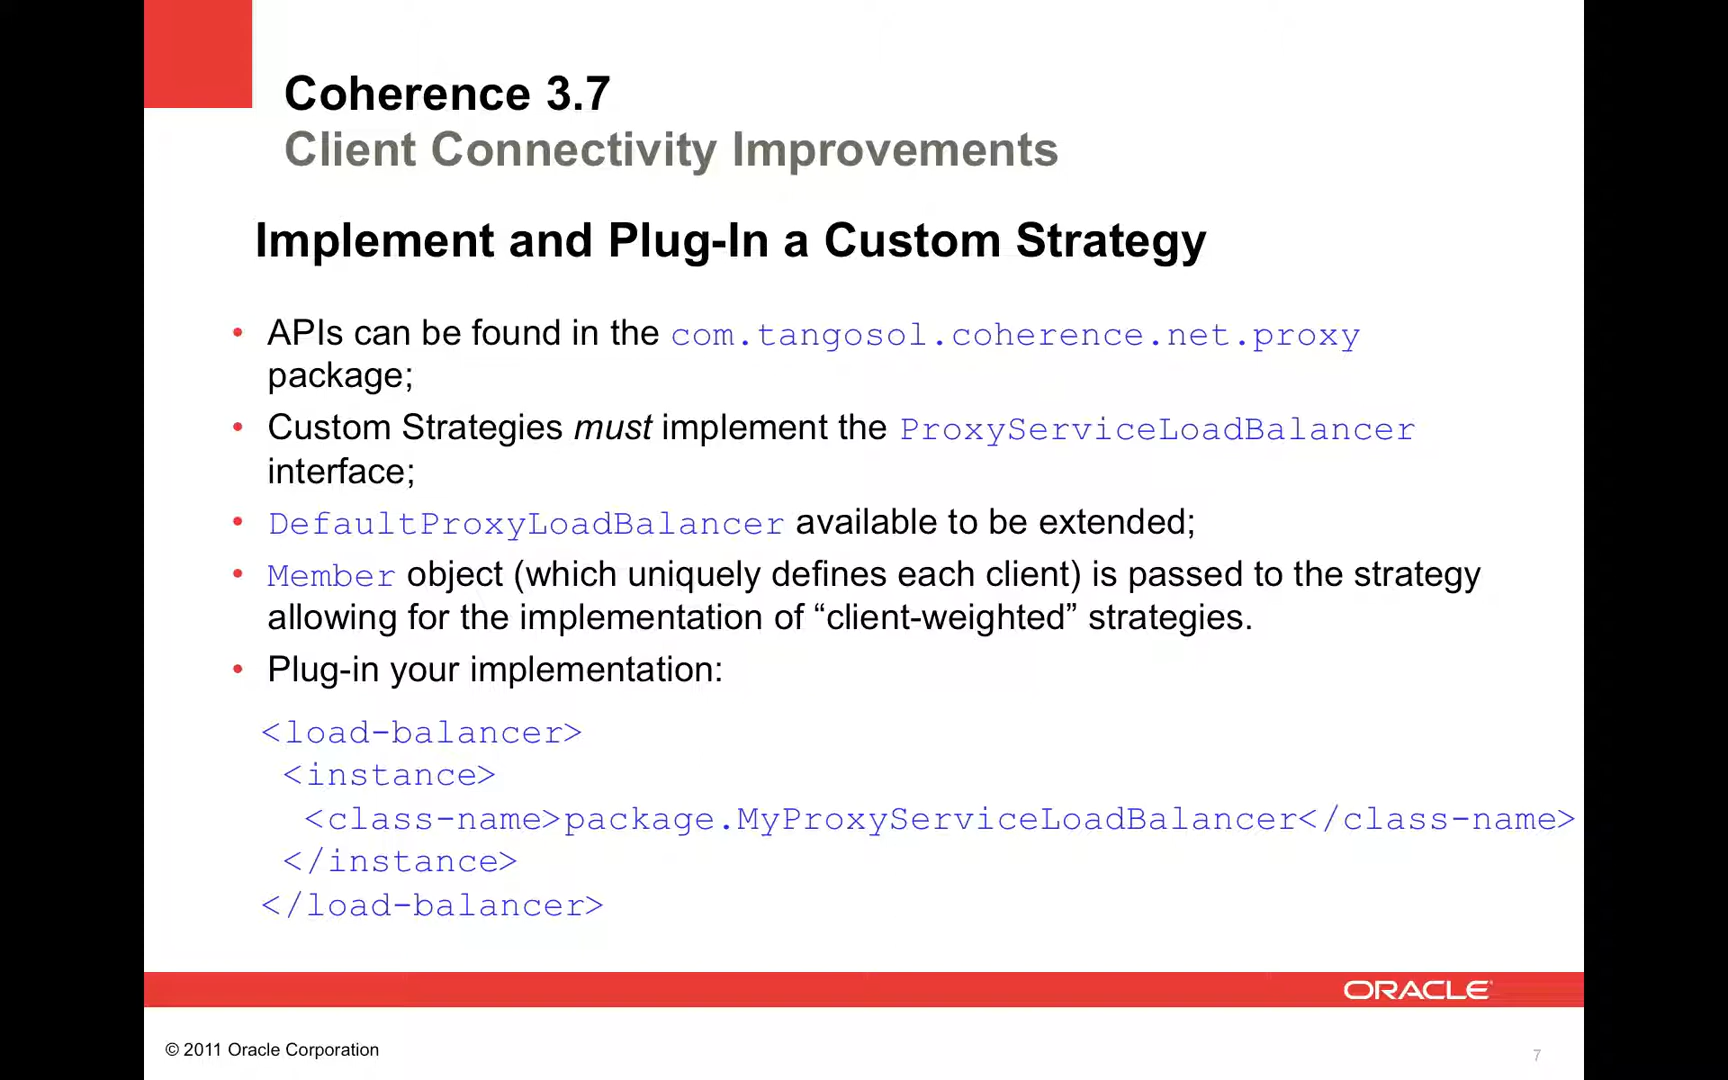 Coherence 3.7
Client Connectivity Improvements
Implement and Plug-In a Custom Strategy
• APIs can be found in the com.tangosol.coherence.net.proxy
package;
• Custom Strategies must implement the ProxyServiceLoadBalancer
interface;
• DefaultProxyLoadBalancer available to be extended;
• Member object (which uniquely defines each client) is passed to the strategy
allowing for the implementation of “client-weighted” strategies.
• Plug-in your implementation:
<load-balancer>
<instance>
<class-name>package.MyProxyServiceLoadBalancer</class-name>
</instance>
</load-balancer>
ORACLE
© 2011 Oracle Corporation
7